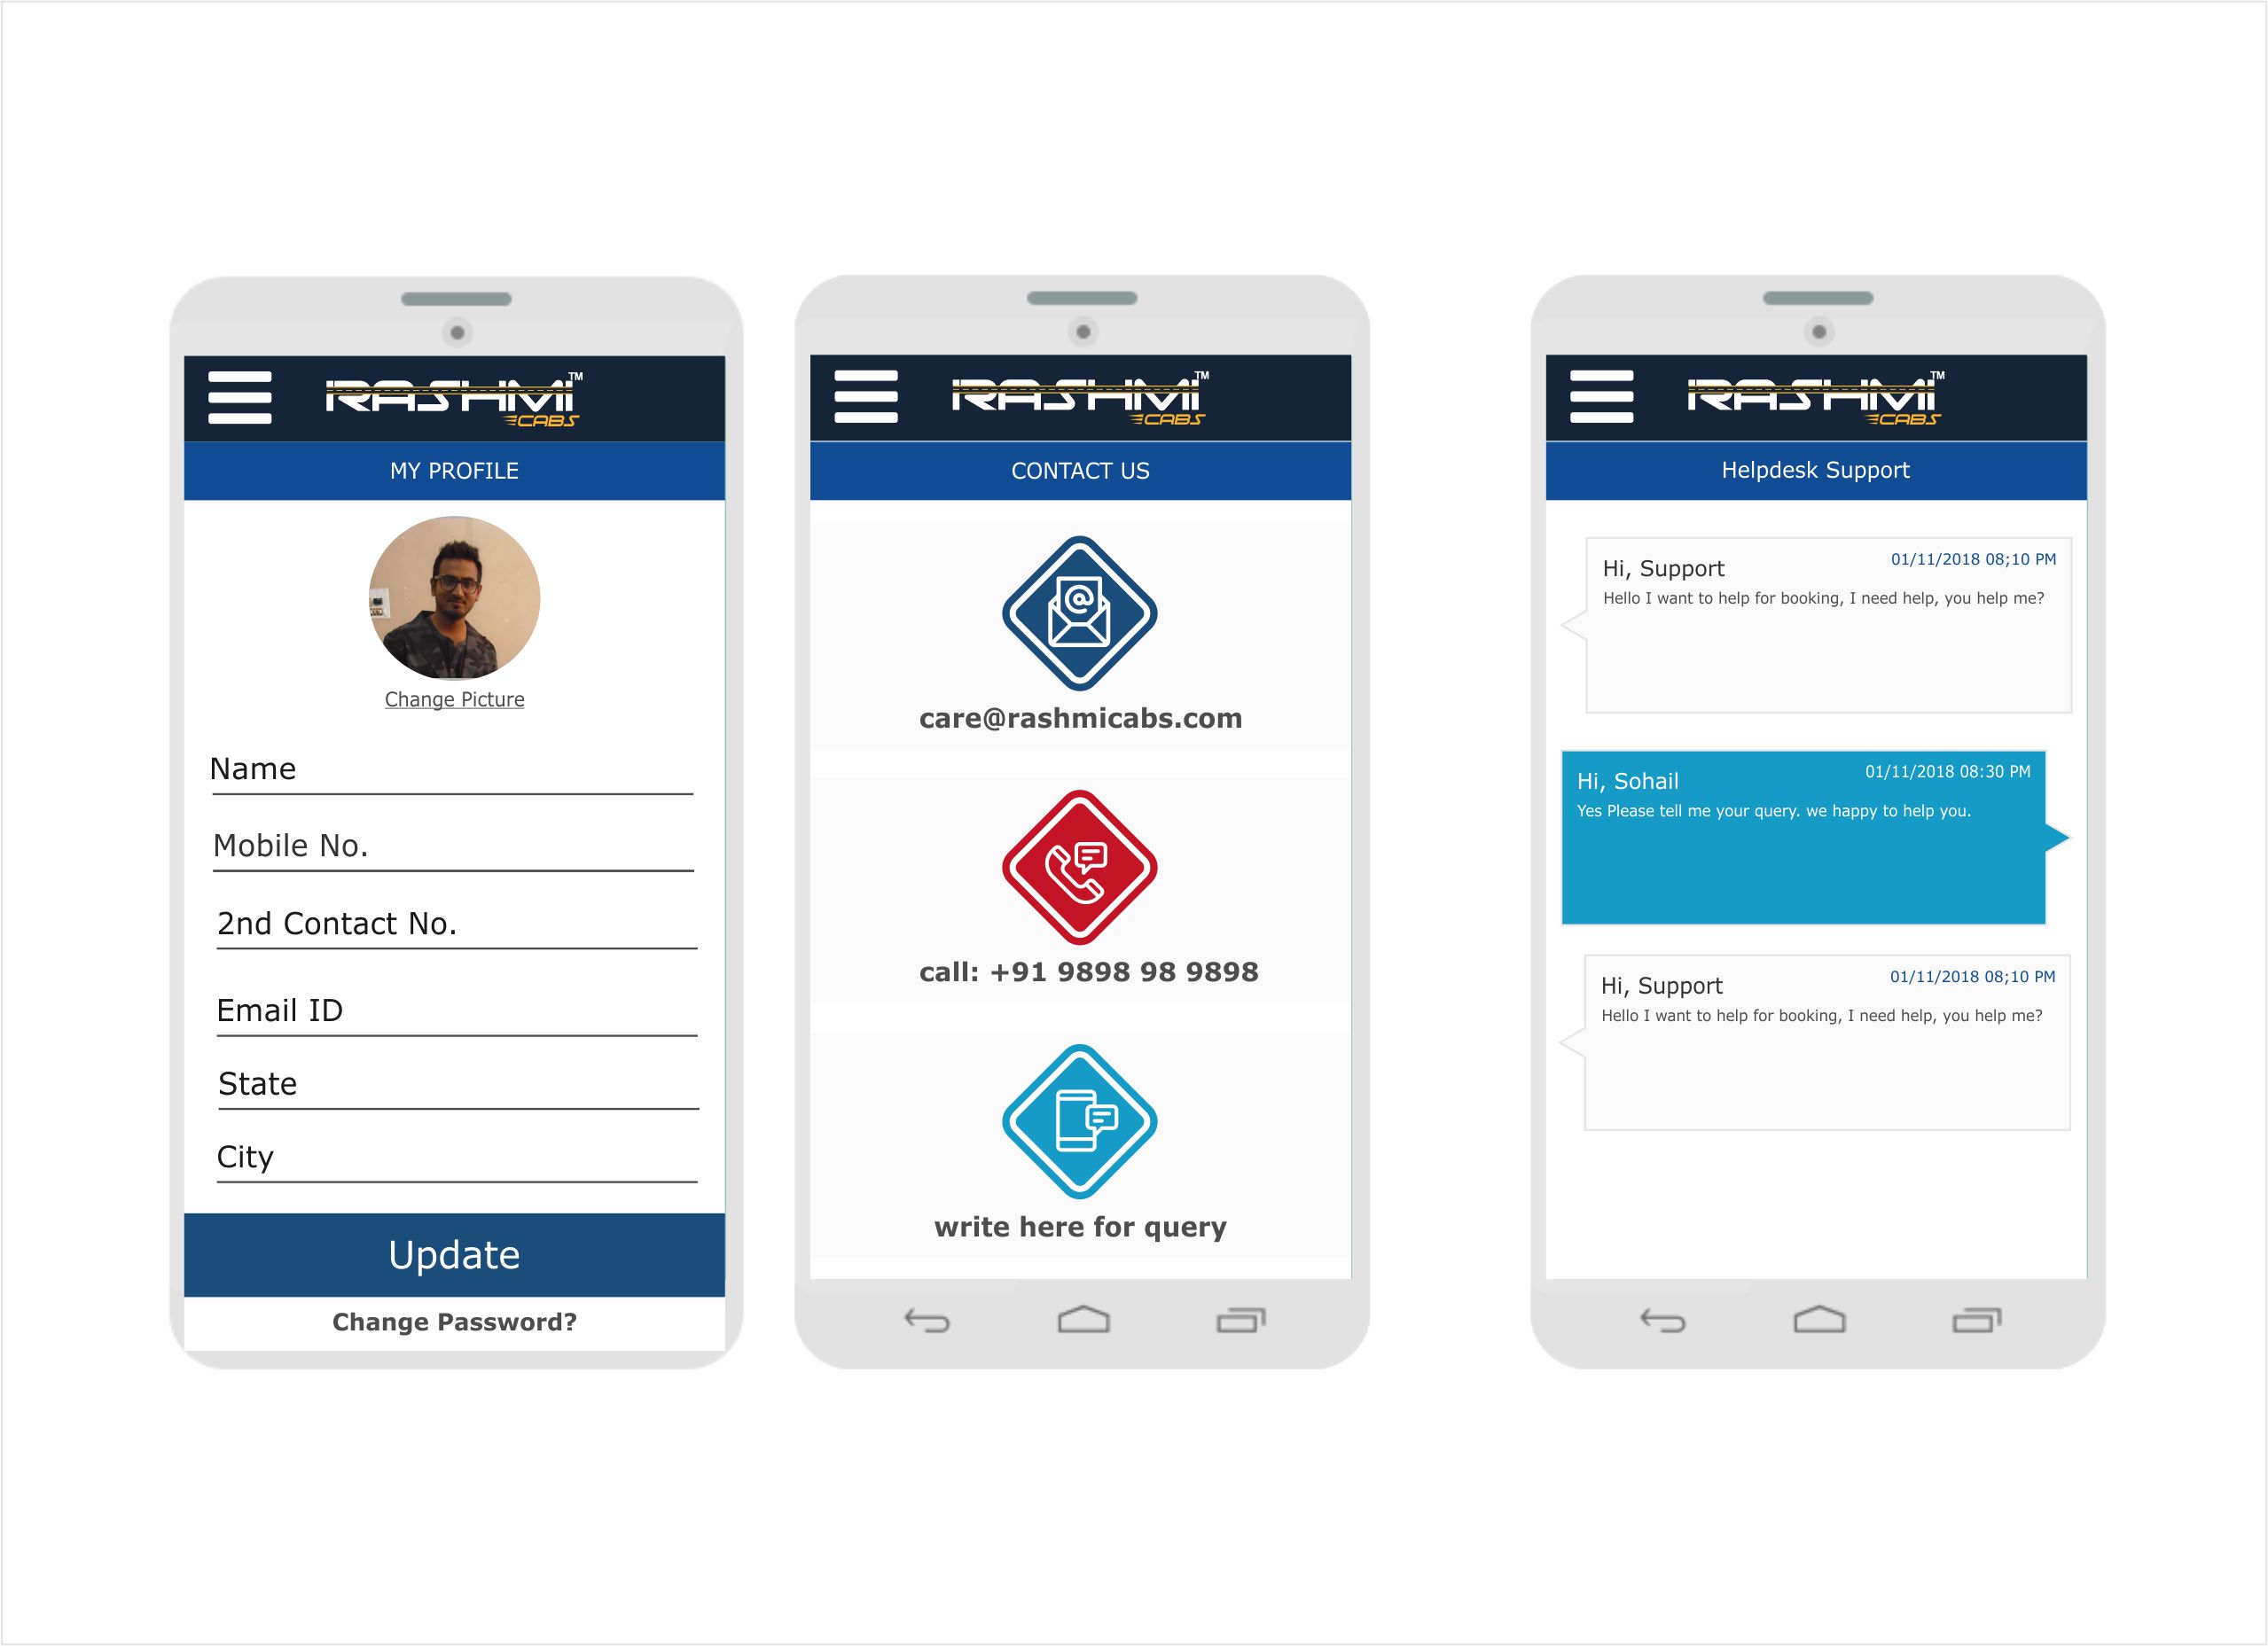 RASHMI™
CABS
MY PROFILE
Change Picture
Name
Mobile No.
2nd Contact No.
Email ID
State
City
Update
Change Password?
RASHMI™
CABS
CONTACT US
care@rashmicabs.com
call: +91 9898 98 9898
write here for query
RASHMI™
CABS
Helpdesk Support
Hi, Support 01/11/2018 08;10 PM
Hello I want to help for booking, I need help, you help me?
Hi, Sohail 01/11/2018 08:30 PM
Yes Please tell me your query. we happy to help you.
Hi, Support 01/11/2018 08;10 PM
Hello I want to help for booking, I need help, you help me?